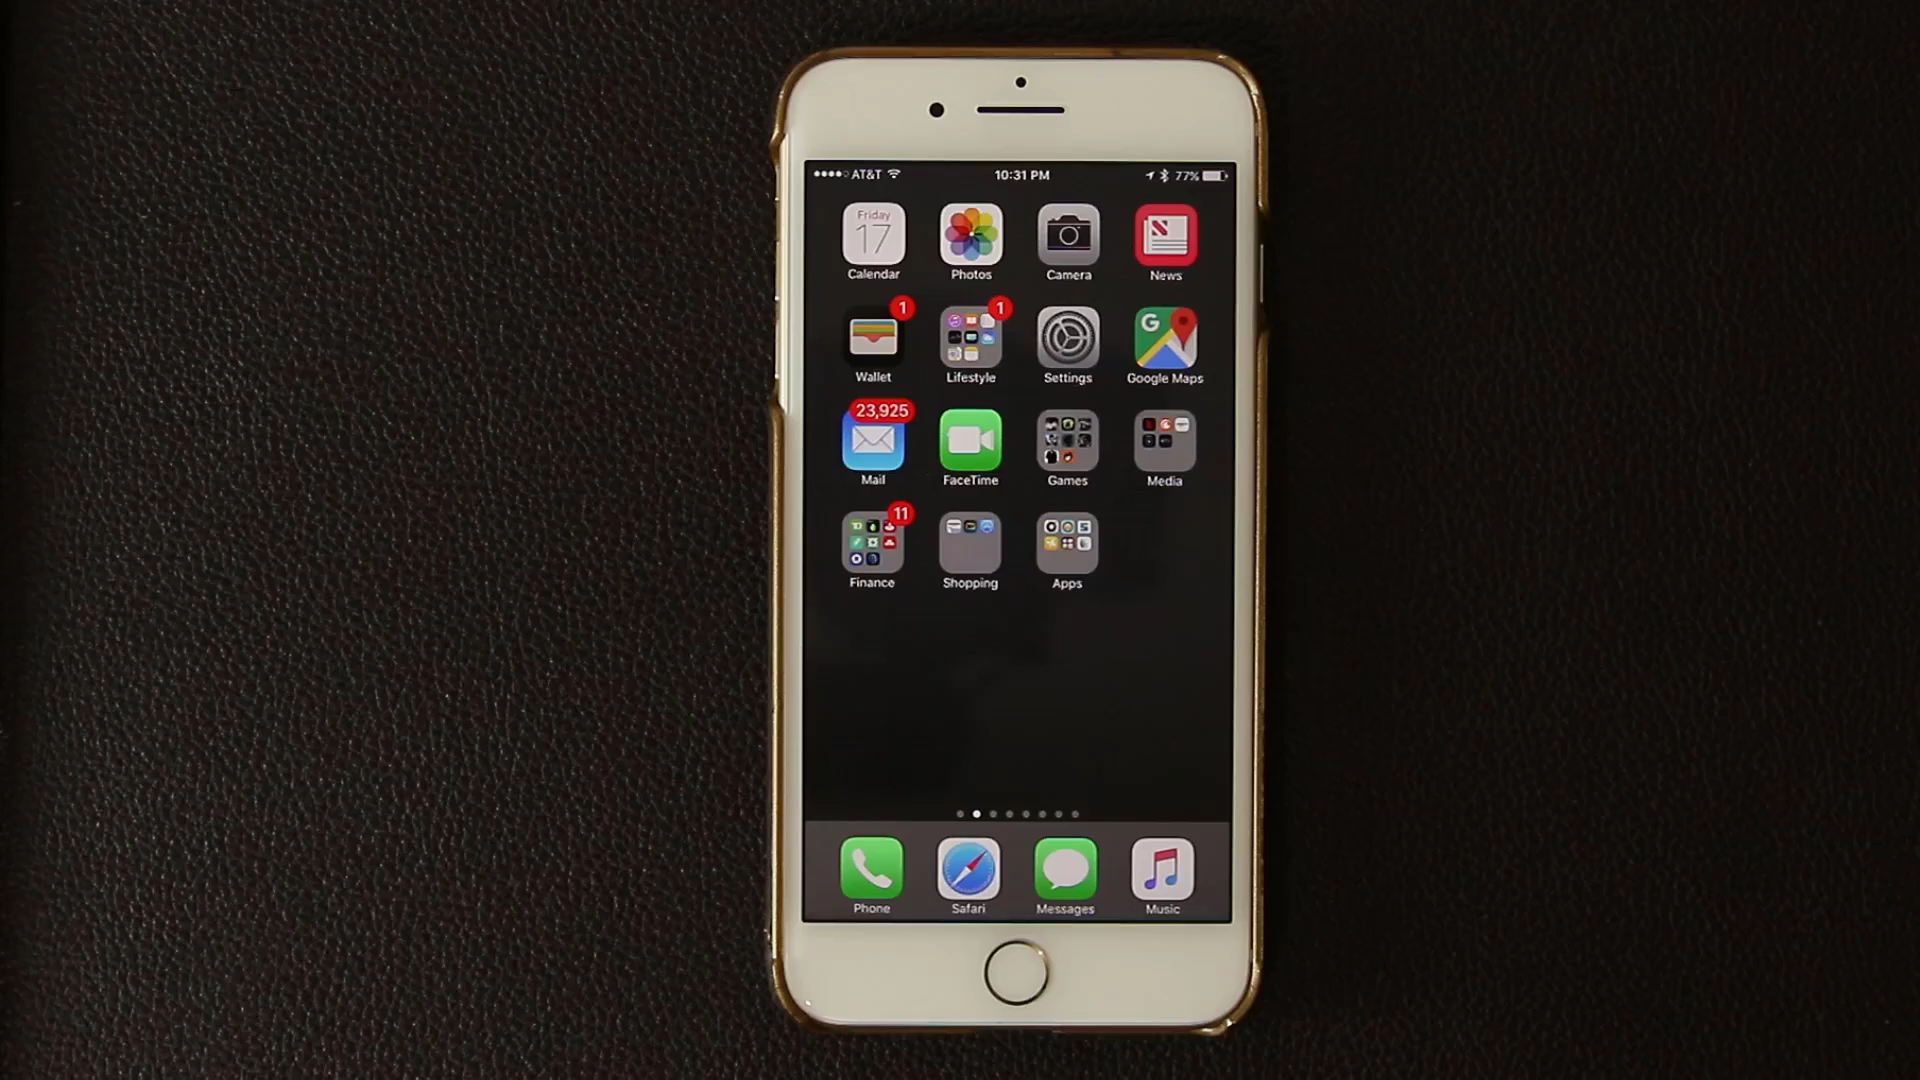 AT&T 10:31 PM 77%
Friday
17
Calendar Photos Camera News
1 1
G
Wallet Lifestyle Settings Google Maps
23,925
Mail FaceTime Games Media
11
Finance Shopping Apps
Phone Safari Messages Music